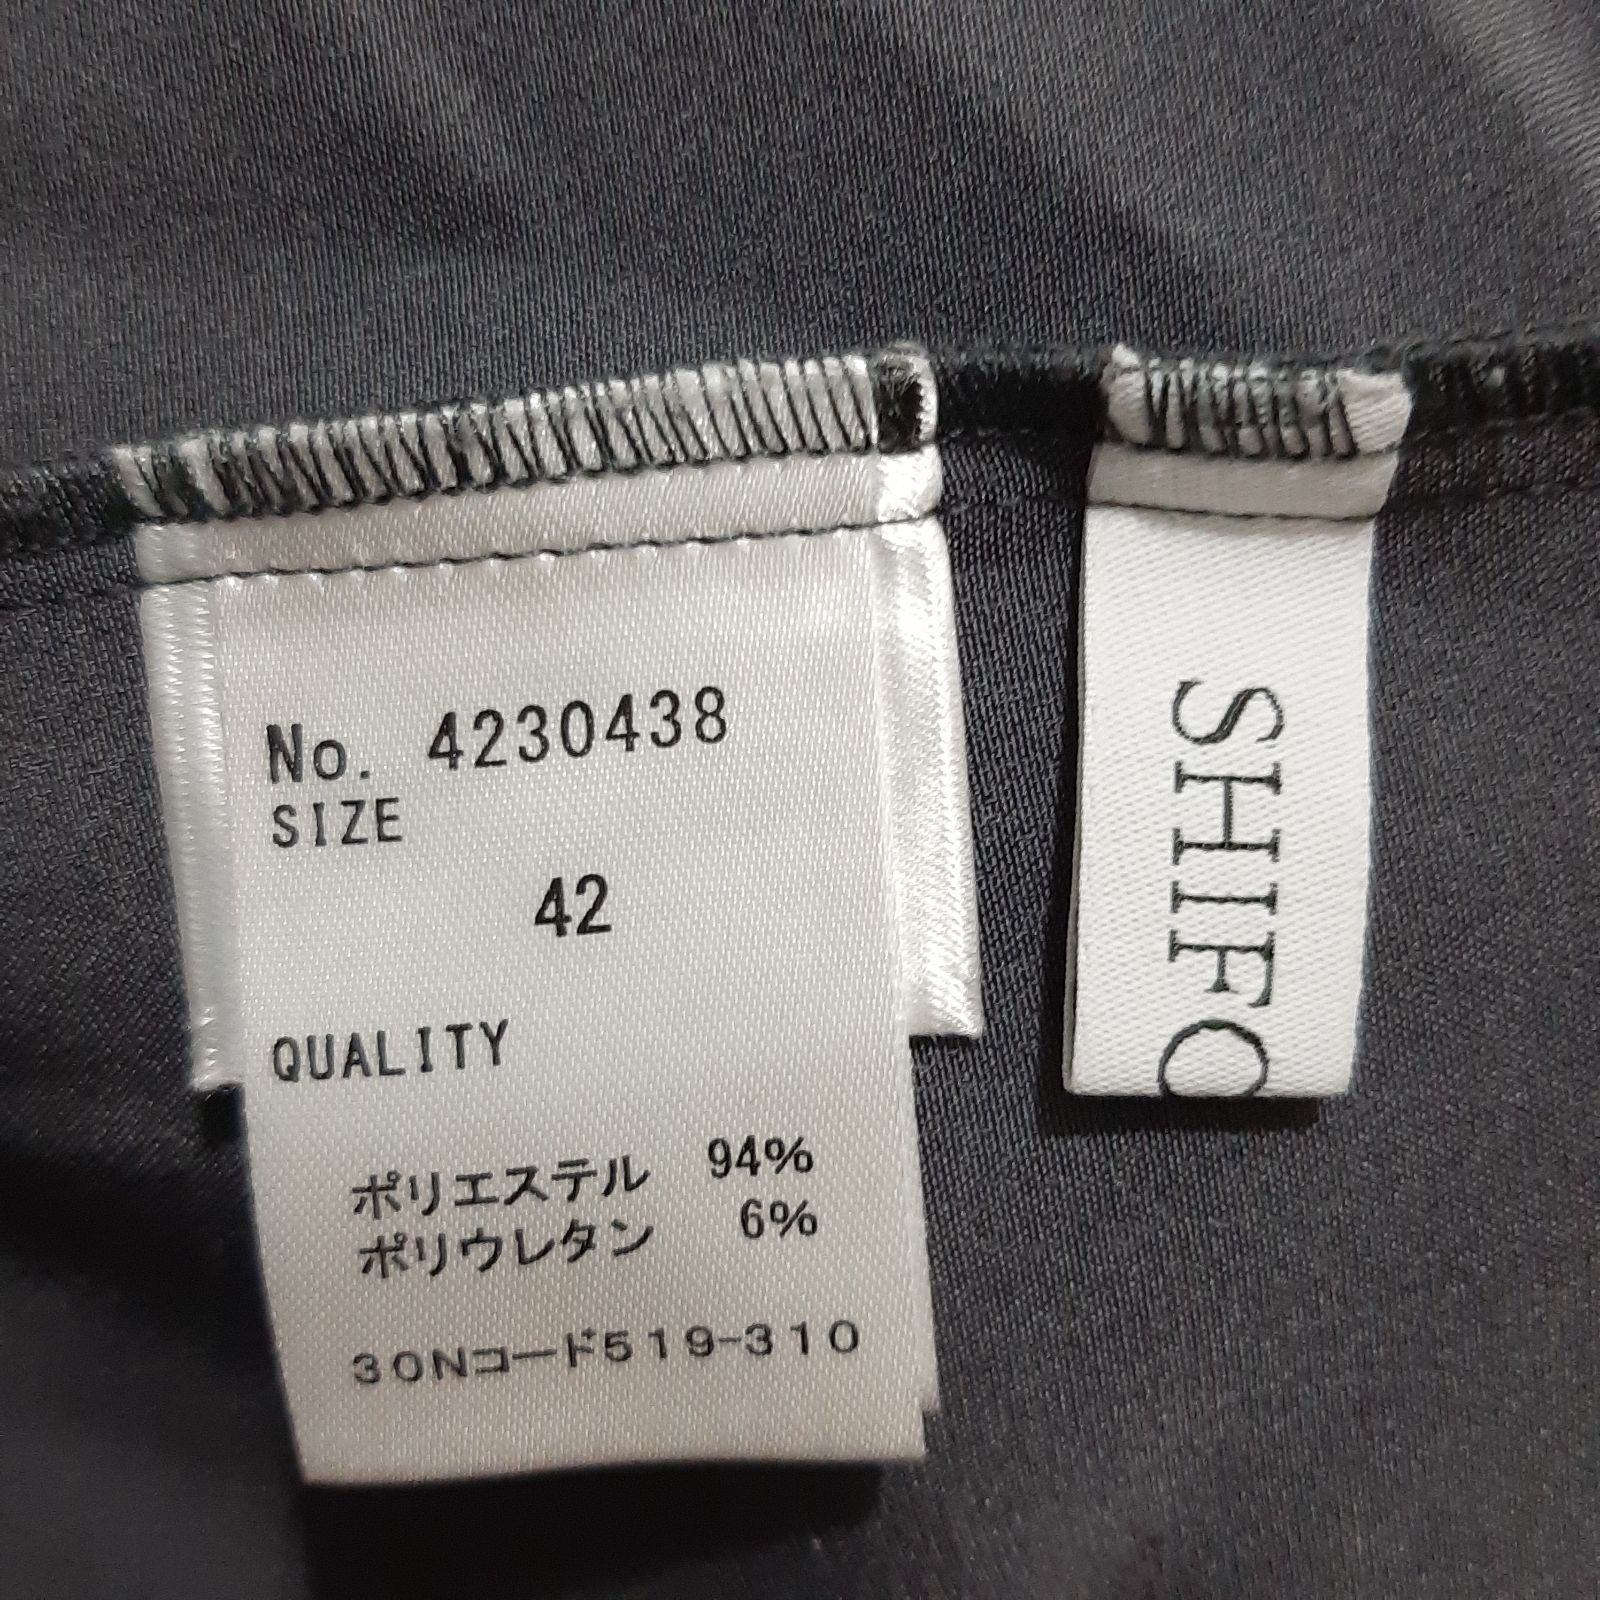 No. 4230438
SIZE
42
QUALITY
ポリエステル 94%
ポリウレタン 6%
30Nコード519-310
SHIFO